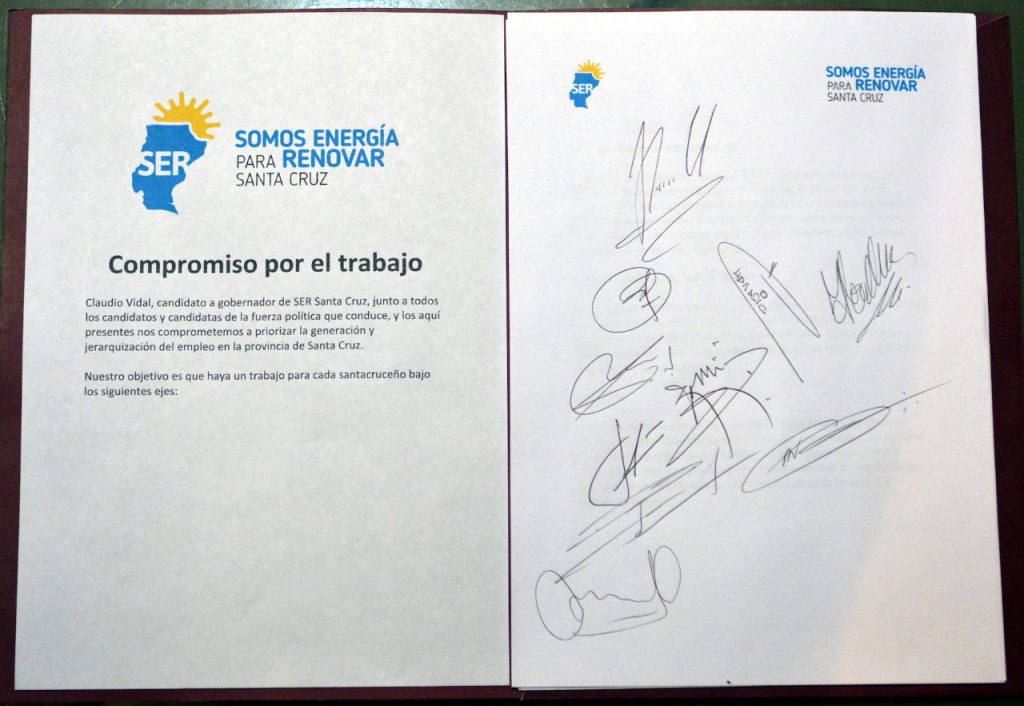 SER
SOMOS ENERGÍA
PARA RENOVAR
SANTA CRUZ
Compromiso por el trabajo
Claudio Vidal, candidato a gobernador de SER Santa Cruz, junto a todos
los candidatos y candidatas de la fuerza política que conduce, y los aquí
presentes nos comprometemos a priorizar la generación y
jerarquización del empleo en la provincia de Santa Cruz.
Nuestro objetivo es que haya un trabajo para cada santacruceño bajo
los siguientes ejes:
SER
SOMOS ENERGÍA
PARA RENOVAR
SANTA CRUZ